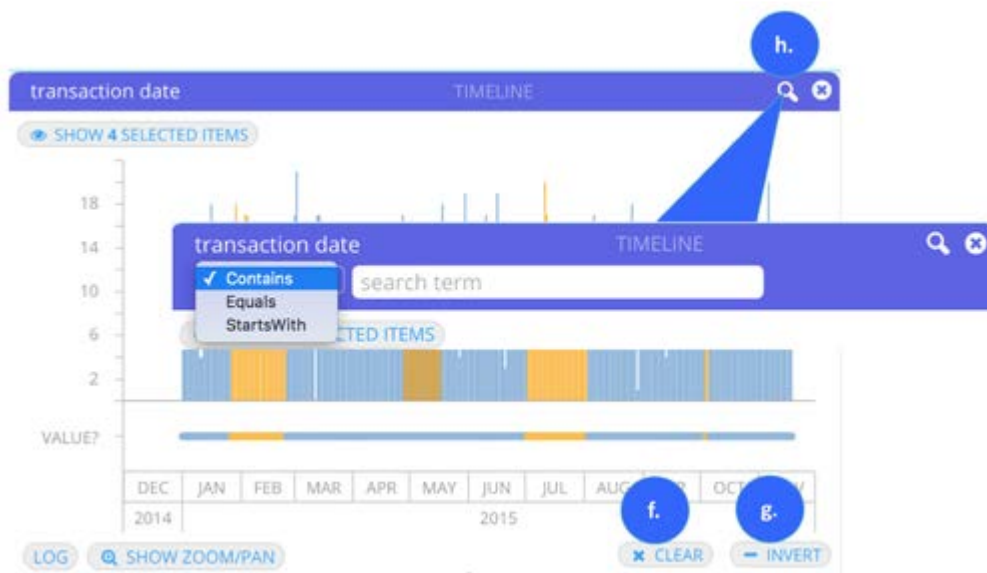 h.
transaction date TIMELINE
SHOW 4 SELECTED ITEMS
18
transaction date TIMELINE
14
✓ Contains search term
10
Equals
StartsWith
6
CTED ITEMS
2
VALUE?
DEC JAN FEB MAR APR MAY JUN JUL AUG OCT
2014 2015
f. g.
LOG SHOW ZOOM/PAN CLEAR INVERT